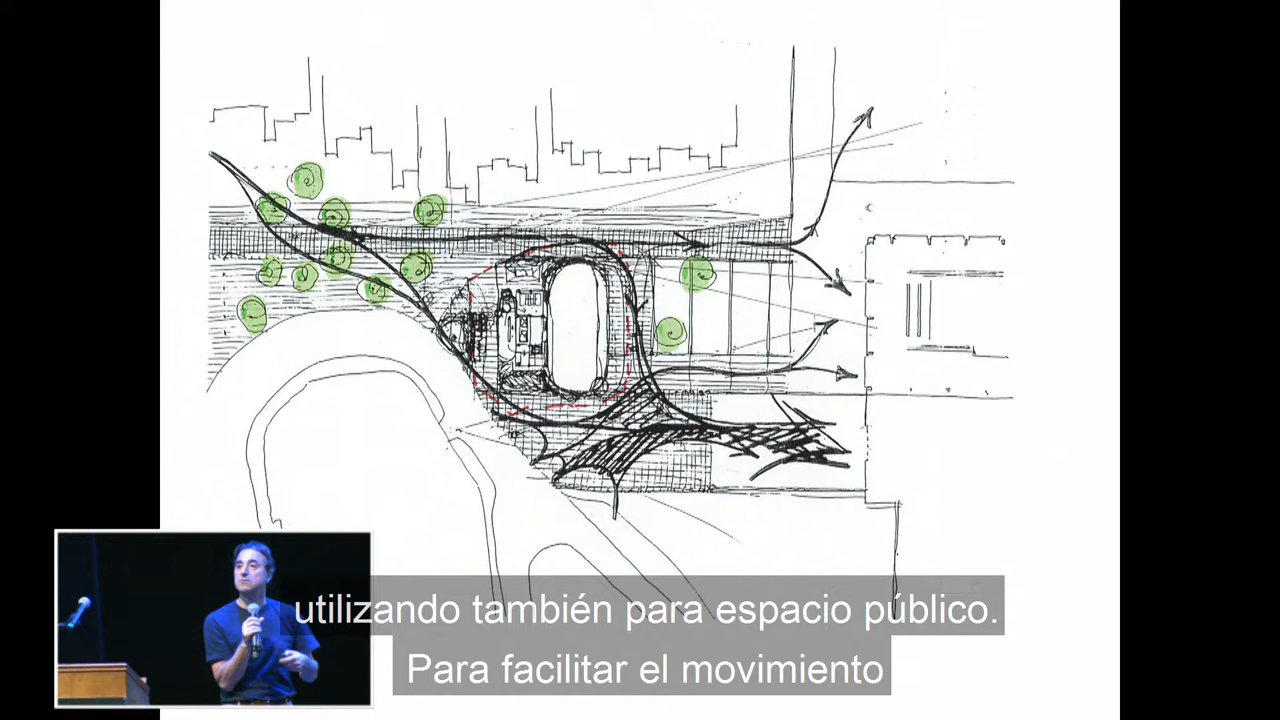 utilizando también para espacio público.
Para facilitar el movimiento